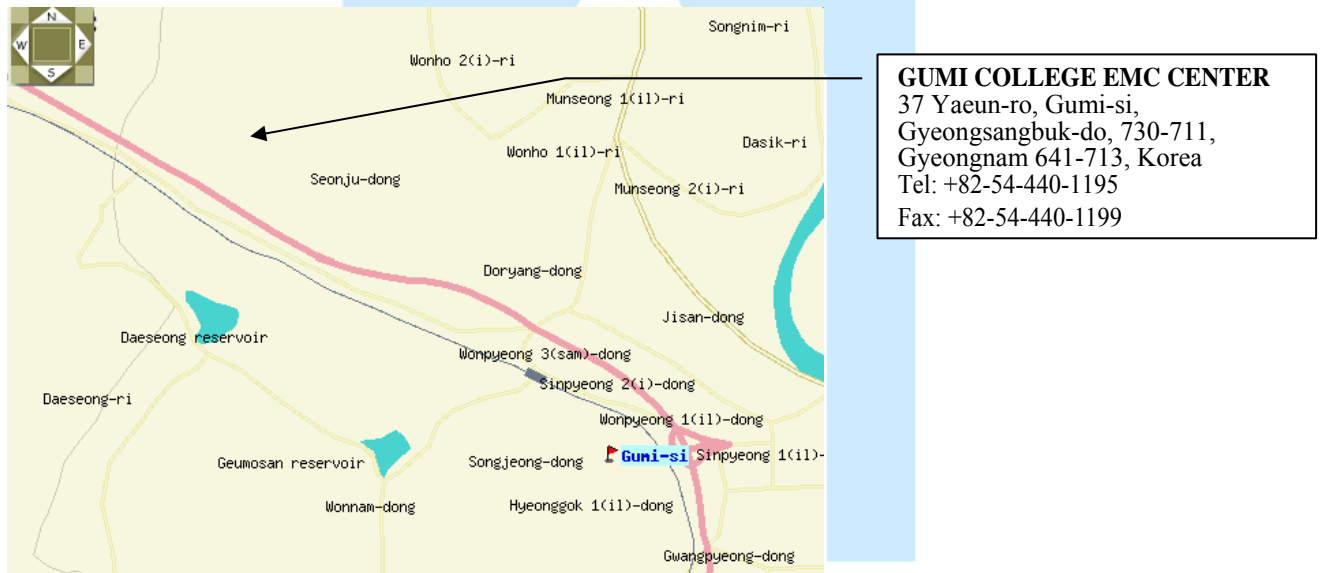 N
W
E
S
Songnim-ri
Wonho 2(i)-ri
Munseong 1(il)-ri
Dasik-ri
Wonho 1(il)-ri
Seonju-dong
Munseong 2(i)-ri
Doryang-dong
Jisan-dong
Daeseong reservoir
Wonpyeong 3(sam)-dong
Sinpyeong 2(i)-dong
Daeseong-ri
Wonpyeong 1(il)-dong
Gumi-si
Sinpyeong 1(il)-
Geumosan reservoir
Songjeong-dong
Wonnam-dong
Hyeonggok 1(il)-dong
Gwangpyeong-dong
GUMI COLLEGE EMC CENTER
37 Yaeun-ro, Gumi-si,
Gyeongsangbuk-do, 730-711,
Gyeongnam 641-713, Korea
Tel: +82-54-440-1195
Fax: +82-54-440-1199